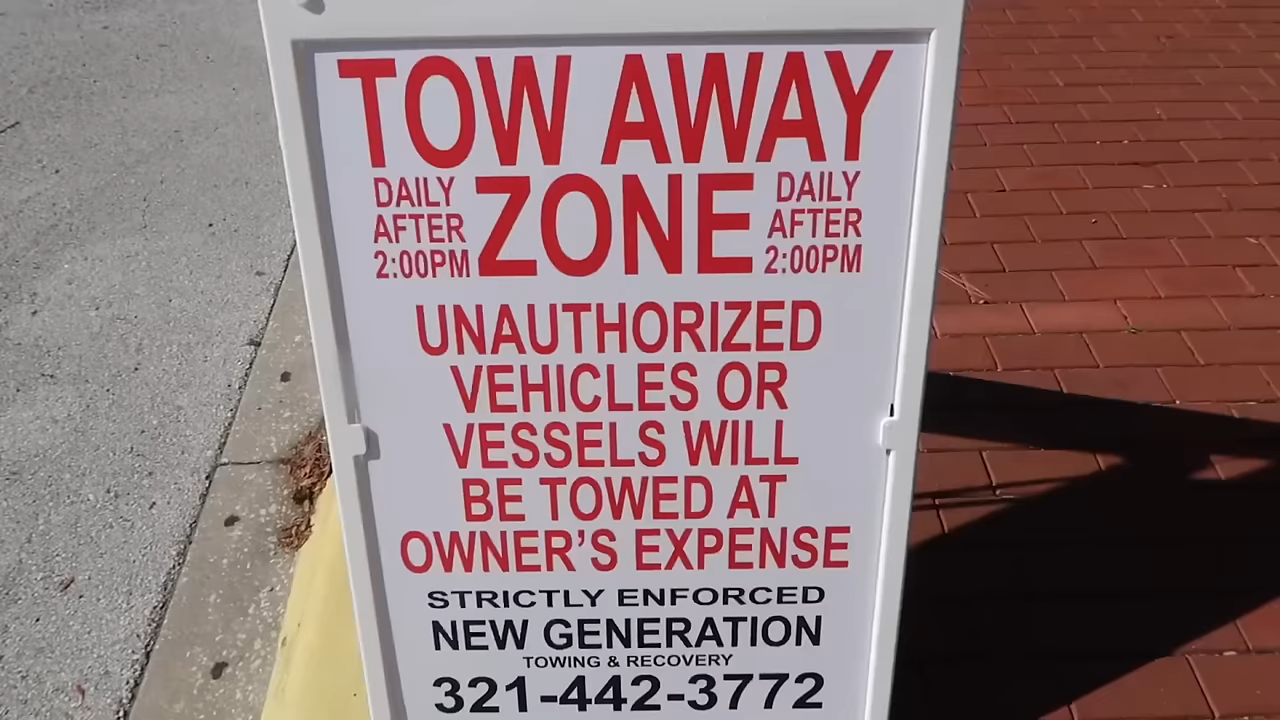 TOW AWAY
DAILY AFTER 2:00PM ZONE DAILY AFTER 2:00PM
UNAUTHORIZED
VEHICLES OR
VESSELS WILL
BE TOWED AT
OWNER'S EXPENSE
STRICTLY ENFORCED
NEW GENERATION
TOWING & RECOVERY
321-442-3772